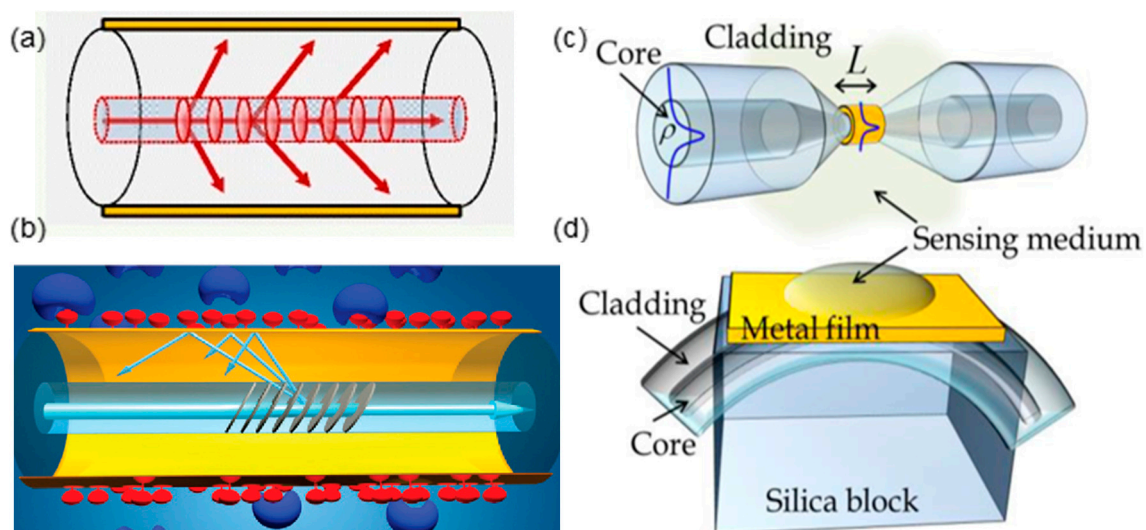 (a)
(b)
(c)
Cladding
Core
L
ρ
Sensing medium
(d)
Cladding
Metal film
Core
Silica block